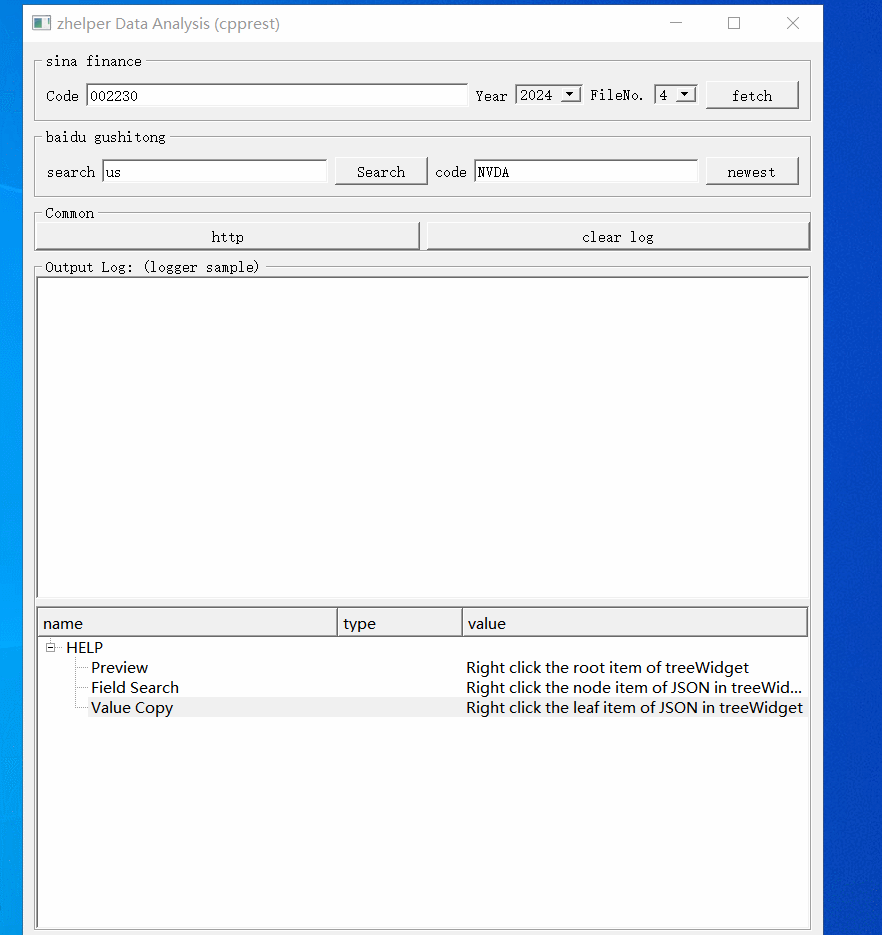 zhelper Data Analysis (cpprest)
sina finance
Code 002230 Year 2024 FileNo. 4 fetch
baidu gushitong
search us Search code NVDA newest
Common
http clear log
Output Log: (logger sample)
name type value
HELP
Preview Right click the root item of treeWidget
Field Search Right click the node item of JSON in treeWid...
Value Copy Right click the leaf item of JSON in treeWidget